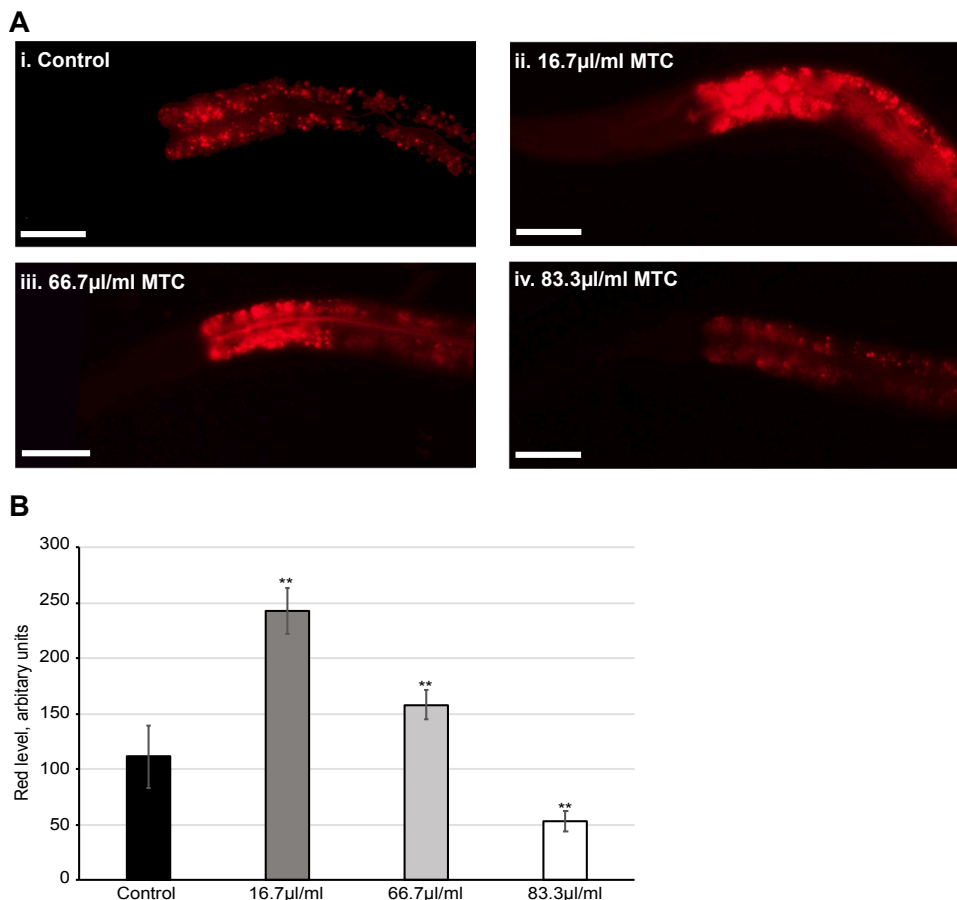 A
i. Control
ii. 16.7µl/ml MTC
iii. 66.7µl/ml MTC
iv. 83.3µl/ml MTC
B
Red level, arbitary units
300
250
200
150
100
50
0
**
**
**
Control
16.7µl/ml
66.7µl/ml
83.3µl/ml